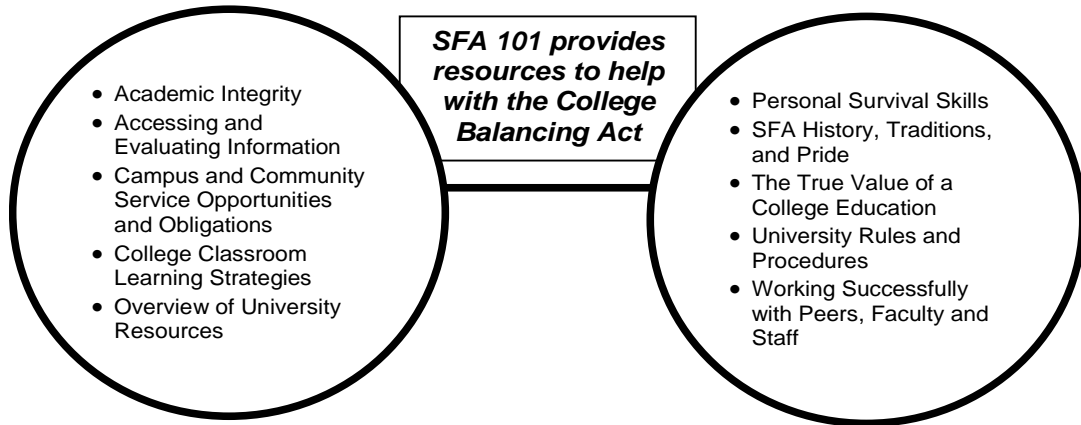 SFA 101 provides
resources to help
with the College
Balancing Act
• Academic Integrity
• Accessing and
Evaluating Information
• Campus and Community
Service Opportunities
and Obligations
• College Classroom
Learning Strategies
• Overview of University
Resources
• Personal Survival Skills
• SFA History, Traditions,
and Pride
• The True Value of a
College Education
• University Rules and
Procedures
• Working Successfully
with Peers, Faculty and
Staff